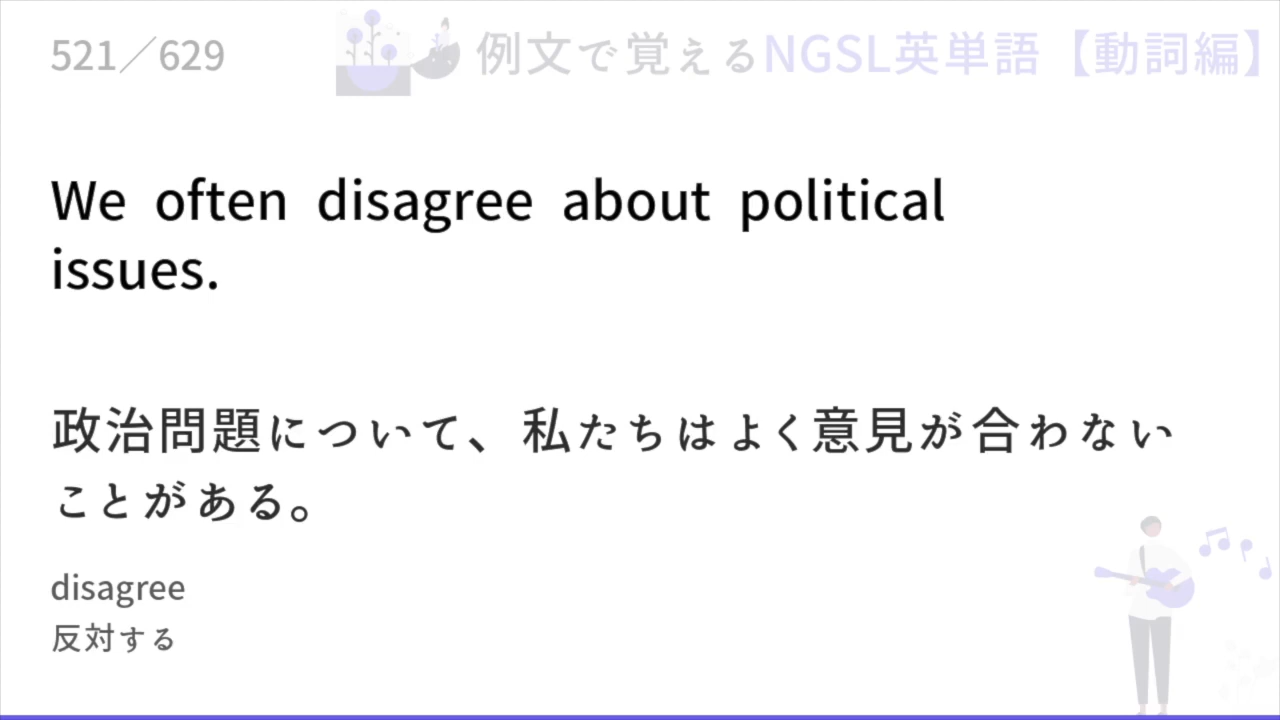 521／629
例文で覚えるNGSL英単語【動詞編】
We often disagree about political
issues.
政治問題について、私たちはよく意見が合わない
ことがある。
disagree
反対する